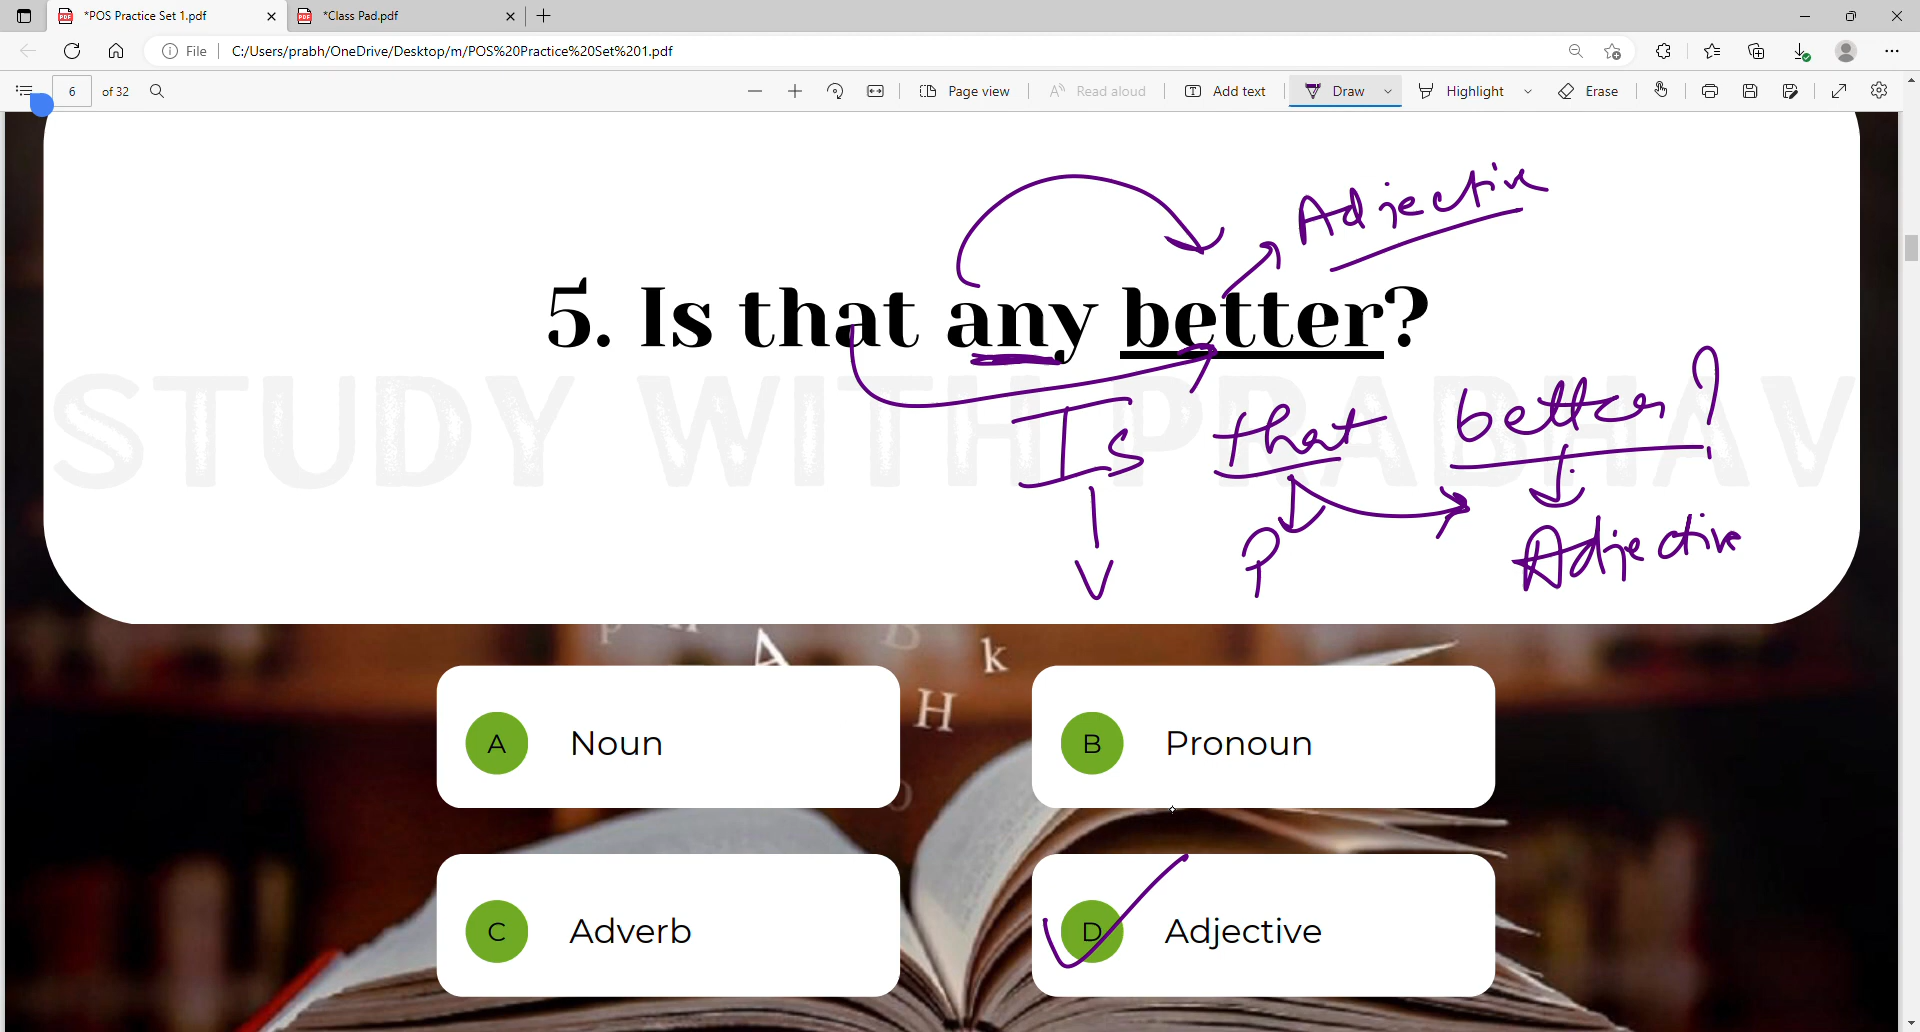 *POS Practice Set 1.pdf
*Class Pad.pdf
File C:/Users/prabh/OneDrive/Desktop/m/POS%20Practice%20Set%201.pdf
6 of 32 Page view Read aloud Add text Draw Highlight Erase
Adjective
5. Is that any better?
STUDY WITH PRABHAV
Is that better?
V P Adjective
A B k
H
A Noun
B Pronoun
C Adverb
D Adjective